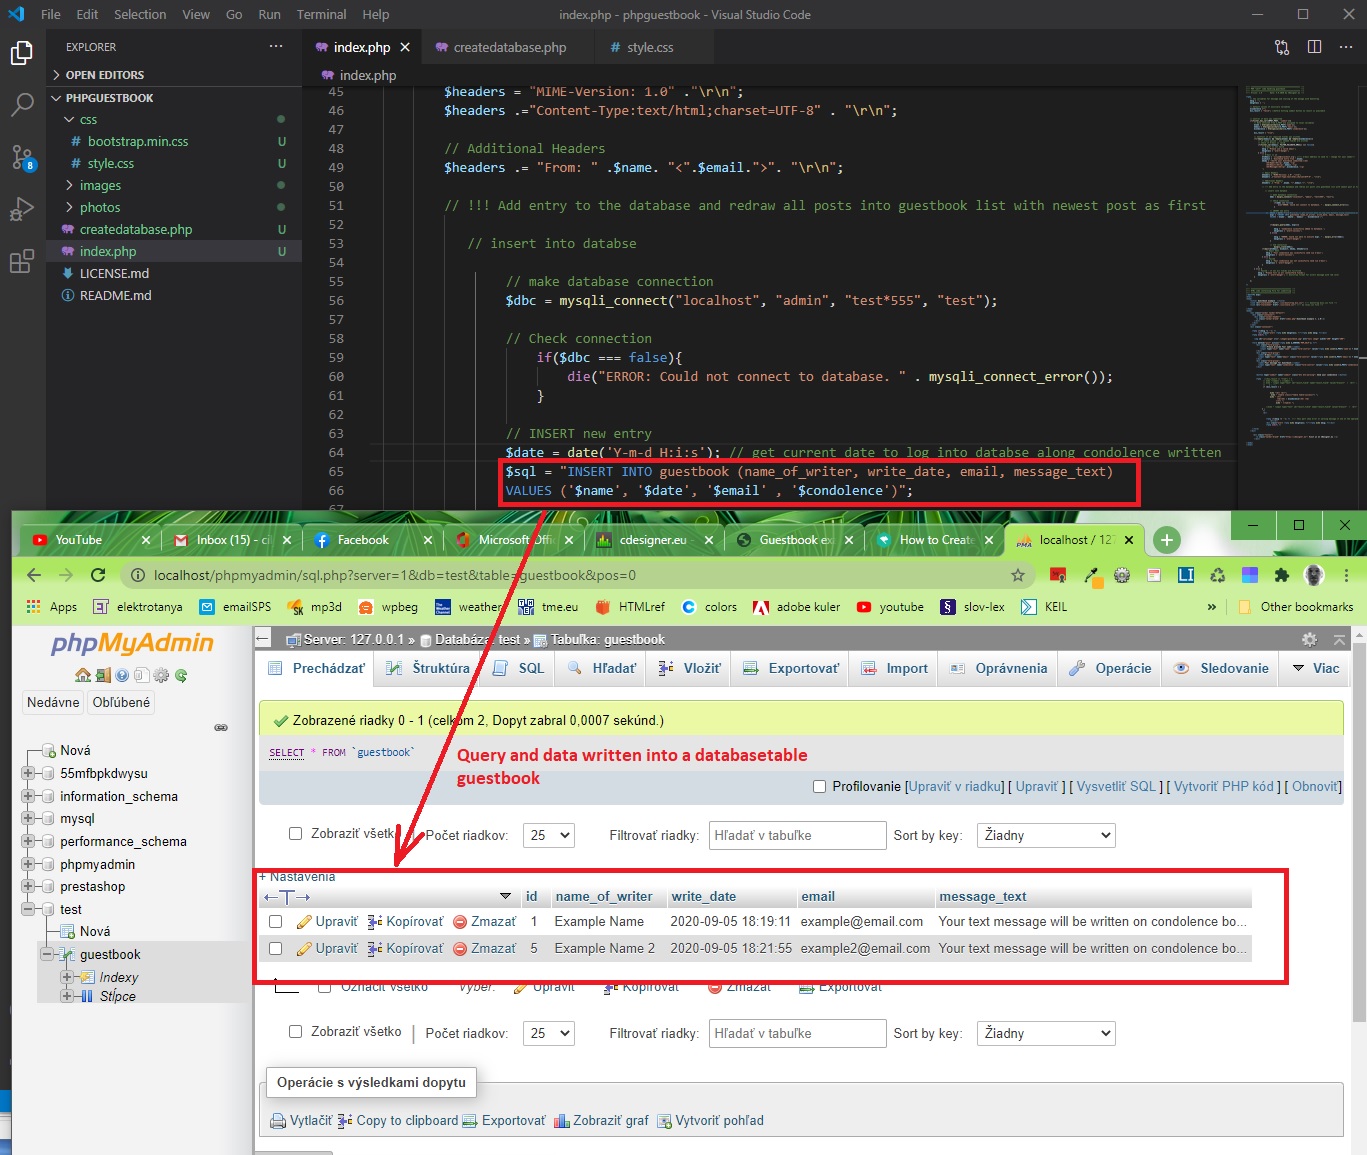 File Edit Selection View Go Run Terminal Help
index.php - phpguestbook - Visual Studio Code
EXPLORER
OPEN EDITORS
PHPGUESTBOOK
css
bootstrap.min.css U
style.css U
images
photos
createdatabase.php U
index.php U
LICENSE.md
README.md
8
index.php createdatabase.php style.css
index.php
45 $headers = "MIME-Version: 1.0" ."\r\n";
46 $headers .="Content-Type:text/html;charset=UTF-8" . "\r\n";
47
48 // Additional Headers
49 $headers .= "From: " .$name. "<".$email.">". "\r\n";
50
51 // !!! Add entry to the database and redraw all posts into guestbook list with newest post as first
52
53 // insert into databse
54
55 // make database connection
56 $dbc = mysqli_connect("localhost", "admin", "test*555", "test");
57
58 // Check connection
59 if($dbc === false){
60 die("ERROR: Could not connect to database. " . mysqli_connect_error());
61 }
62
63 // INSERT new entry
64 $date = date('Y-m-d H:i:s'); // get current date to log into databse along condolence written
65 $sql = "INSERT INTO guestbook (name_of_writer, write_date, email, message_text)
66 VALUES ('$name', '$date', '$email' , '$condolence')";
67
YouTube Inbox (15) - ci Facebook Microsoft Offi cdesigner.eu - Guestbook ex How to Create localhost / 127
localhost/phpmyadmin/sql.php?server=1&db=test&table=guestbook&pos=0
Apps elektrotanya emailSPS mp3d wpbeg weather tme.eu HTMLref colors adobe kuler youtube slov-lex KEIL » Other bookmarks
phpMyAdmin
Nedávne Obľúbené
Nová
55mfbpkdwysu
information_schema
mysql
performance_schema
phpmyadmin
prestashop
test
Nová
guestbook
Indexy
Stĺpce
Server: 127.0.0.1 » Databáza: test » Tabuľka: guestbook
Prechádzať Štruktúra SQL Hľadať Vložiť Exportovať Import Oprávnenia Operácie Sledovanie Viac
Zobrazené riadky 0 - 1 (celkom 2, Dopyt zabral 0,0007 sekúnd.)
SELECT * FROM `guestbook`
Query and data written into a databasetable
guestbook
Profilovanie [Upraviť v riadku] [ Upraviť ] [ Vysvetliť SQL ] [ Vytvoriť PHP kód ] [ Obnoviť]
Zobraziť všetko Počet riadkov: 25 Filtrovať riadky: Hľadať v tabuľke Sort by key: Žiadny
+ Nastavenia
id name_of_writer write_date email message_text
Upraviť Kopírovať Zmazať 1 Example Name 2020-09-05 18:19:11 example@email.com Your text message will be written on condolence bo...
Upraviť Kopírovať Zmazať 5 Example Name 2 2020-09-05 18:21:55 example2@email.com Your text message will be written on condolence bo...
Označiť všetko Výber: Upraviť Kopírovať Zmazať Exportovať
Zobraziť všetko Počet riadkov: 25 Filtrovať riadky: Hľadať v tabuľke Sort by key: Žiadny
Operácie s výsledkami dopytu
Vytlačiť Copy to clipboard Exportovať Zobraziť graf Vytvoriť pohľad